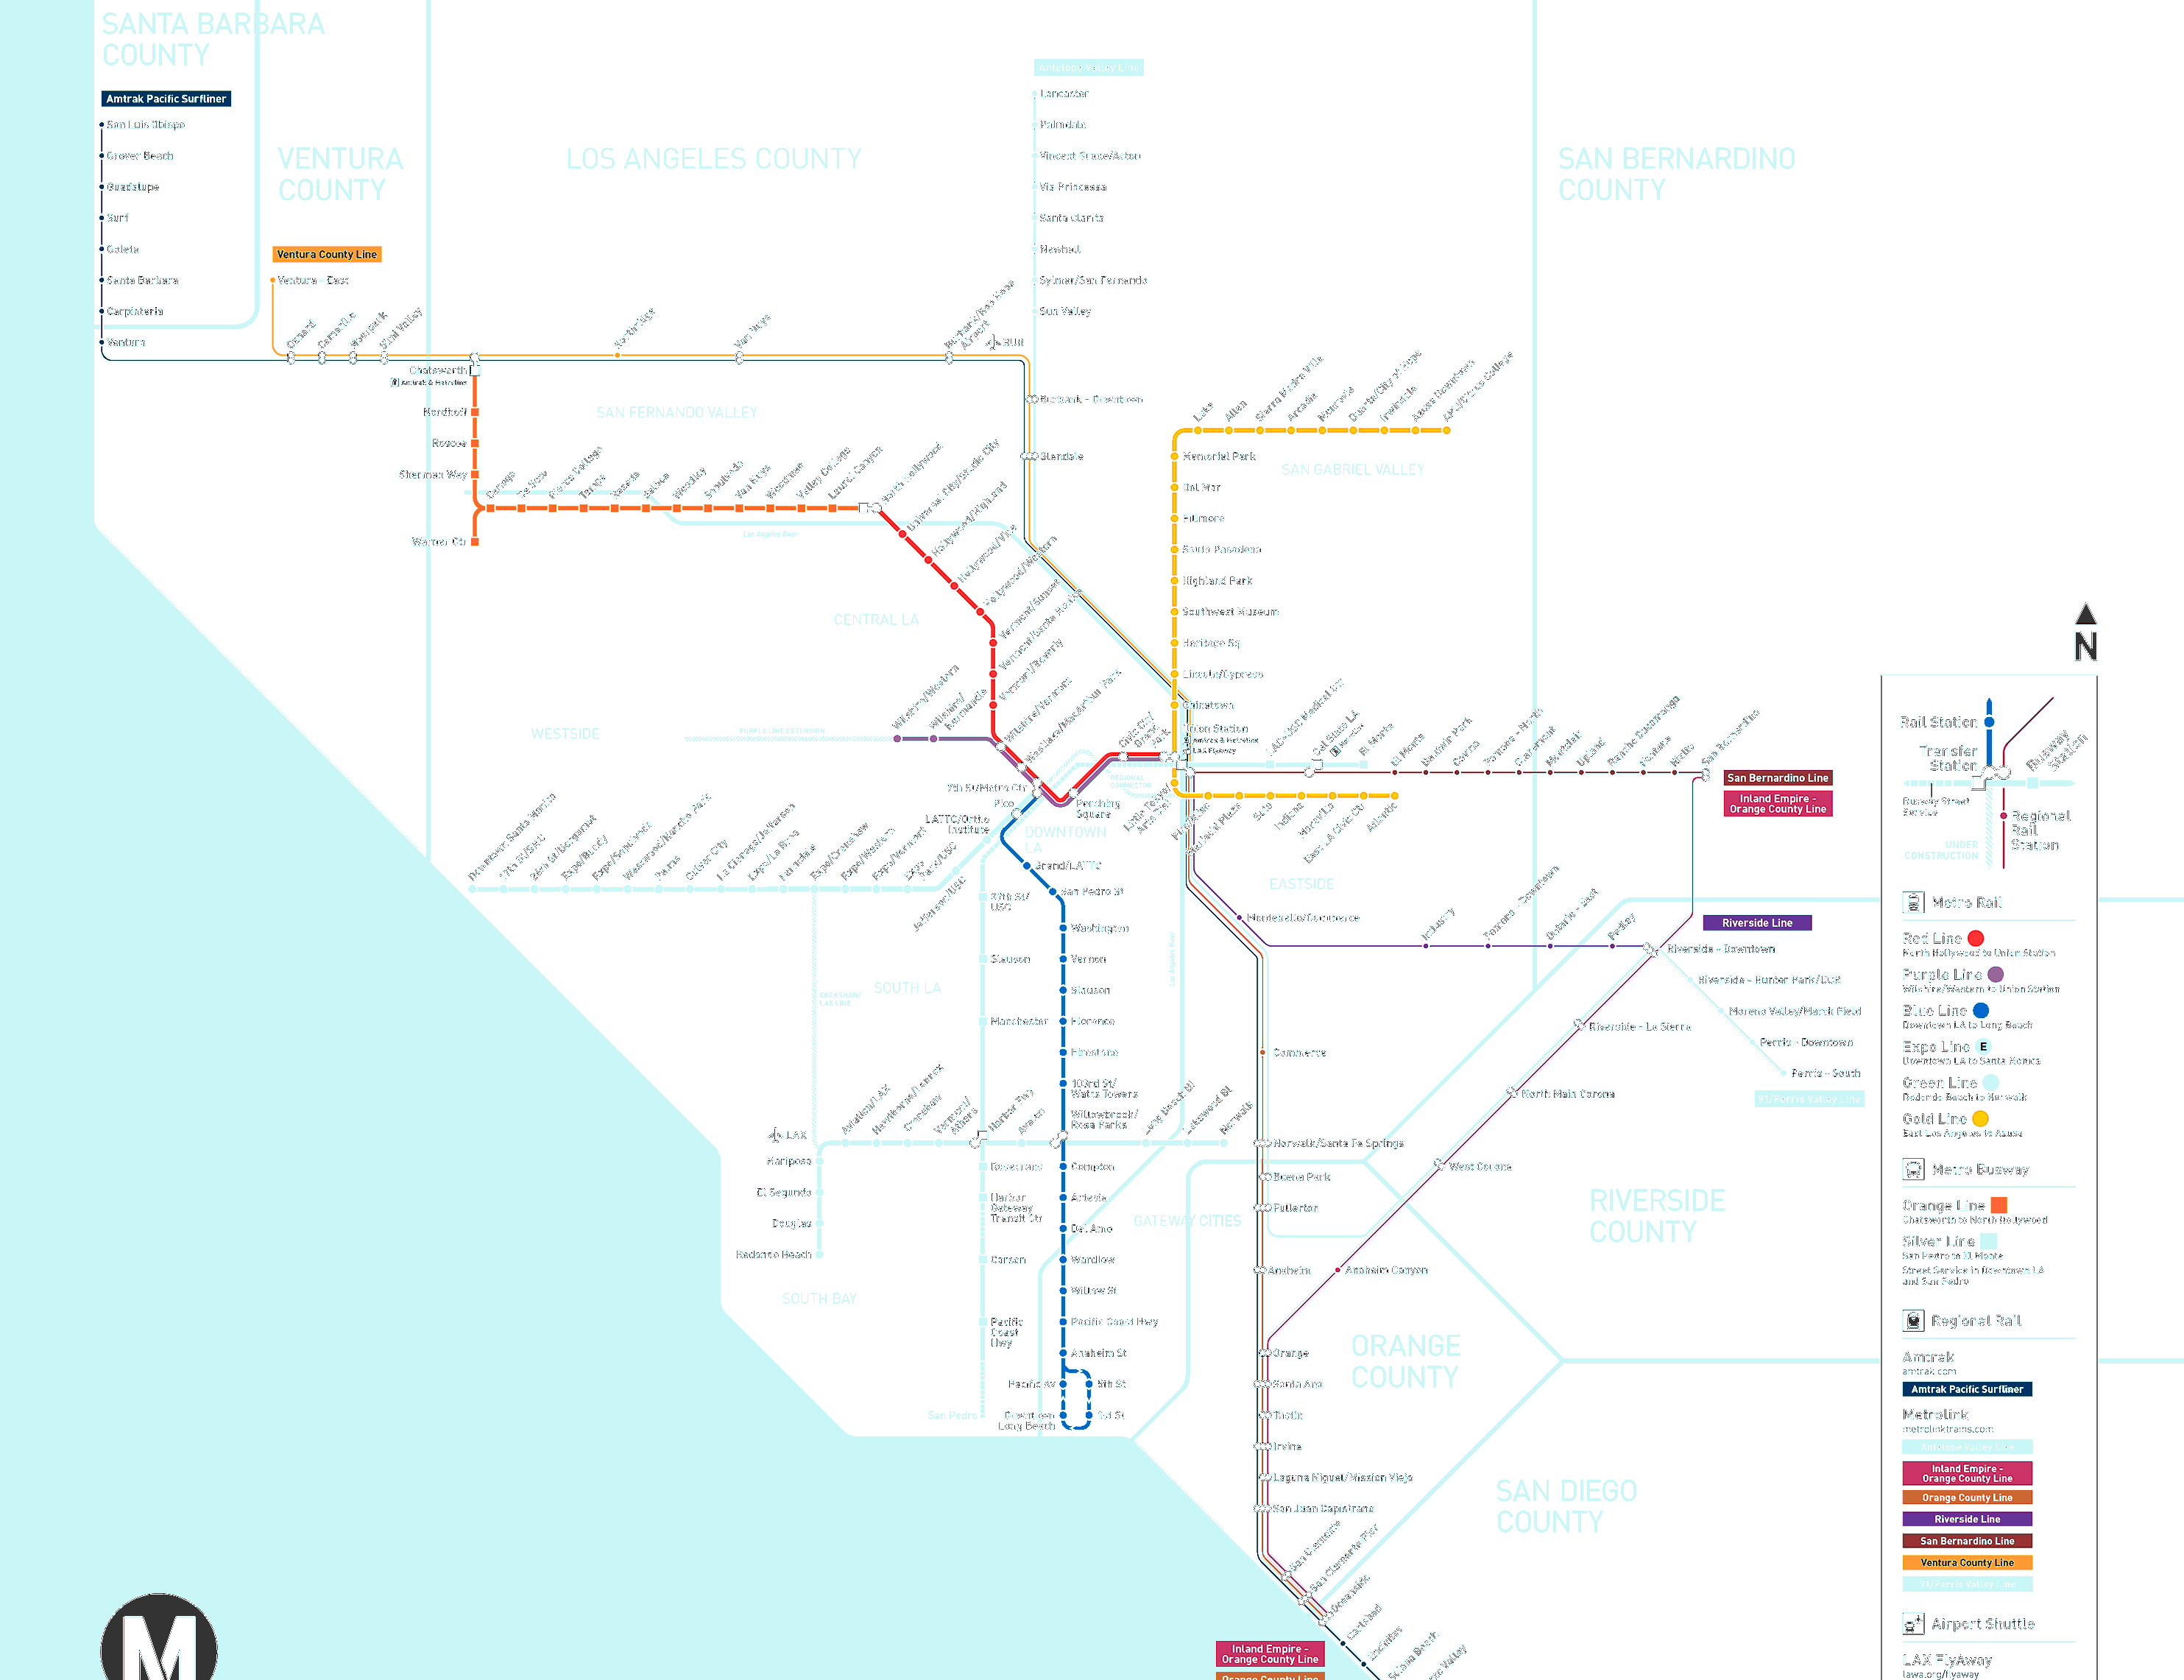 SANTA BARBARA
COUNTY
Amtrak Pacific Surfliner
San Luis Obispo
Grover Beach
Guadalupe
Surf
Goleta
Santa Barbara
Carpinteria
Ventura
VENTURA
COUNTY
Ventura County Line
Ventura - East
Oxnard
Camarillo
Moorpark
Simi Valley
LOS ANGELES COUNTY
Antelope Valley Line
Lancaster
Palmdale
Vincent Grade/Acton
Via Princessa
Santa Clarita
Newhall
Sylmar/San Fernando
Sun Valley
SAN BERNARDINO
COUNTY
Northridge
Van Nuys
Burbank/Bob Hope
Airport
BUR
Burbank - Downtown
Glendale
Chatsworth
Amtrak & Metrolink
Nordhoff
Roscoe
Sherman Way
Warner Ctr
SAN FERNANDO VALLEY
Canoga
De Soto
Pierce College
Tampa
Reseda
Balboa
Woodley
Sepulveda
Van Nuys
Woodman
Valley College
Laurel Canyon
North Hollywood
Los Angeles River
Universal City/Studio City
Hollywood/Highland
Hollywood/Vine
Hollywood/Western
Vermont/Sunset
Vermont/Santa Monica
Vermont/Beverly
Wilshire/Vermont
Westlake/MacArthur Park
CENTRAL LA
Lake
Allen
Sierra Madre Villa
Arcadia
Monrovia
Duarte/City of Hope
Irwindale
Azusa Downtown
APU/Citrus College
SAN GABRIEL VALLEY
Memorial Park
Del Mar
Fillmore
South Pasadena
Highland Park
Southwest Museum
Heritage Sq
Lincoln/Cypress
Chinatown
Union Station
Amtrak & Metrolink
LAX FlyAway
WESTSIDE
PURPLE LINE EXTENSION
Wilshire/Western
Wilshire/
Normandie
Civic Ctr/
Grand
Park
7th St/Metro Ctr
Pico
Pershing
Square
REGIONAL
CONNECTOR
LATTC/Ortho
Institute
DOWNTOWN
LA
Little Tokyo/
Arts Dist
Pico/Aliso
Mariachi Plaza
Soto
Indiana
Maravilla
East LA Civic Ctr
Atlantic
LAC+USC Medical Ctr
Cal State LA
Metrolink
El Monte
El Monte
Baldwin Park
Covina
Pomona - North
Claremont
Montclair
Upland
Rancho Cucamonga
Fontana
Rialto
San Bernardino
San Bernardino Line
Inland Empire -
Orange County Line
Downtown Santa Monica
17th St/SMC
26th St/Bergamot
Expo/Bundy
Expo/Sepulveda
Westwood/Rancho Park
Palms
Culver City
La Cienega/Jefferson
Expo/La Brea
Farmdale
Expo/Crenshaw
Expo/Western
Expo/Vermont
Expo
Park/USC
Jefferson/USC
Grand/LATTC
San Pedro St
Washington
Vernon
Slauson
Florence
Firestone
103rd St/
Watts Towers
Willowbrook/
Rosa Parks
Compton
Artesia
Del Amo
Wardlow
Willow St
Pacific Coast Hwy
Anaheim St
Pacific Av
5th St
Downtown
Long Beach
1st St
37th St/
USC
Slauson
Manchester
Harbor Fwy
Rosecrans
Harbor
Gateway
Transit Ctr
Carson
Pacific
Coast
Hwy
San Pedro
SOUTH LA
CRENSHAW/
LAX LINE
LAX
Aviation/LAX
Hawthorne/Lennox
Crenshaw
Vermont/
Athens
Avalon
Long Beach Bl
Lakewood Bl
Norwalk
Mariposa
El Segundo
Douglas
Redondo Beach
SOUTH BAY
GATEWAY CITIES
Los Angeles River
EASTSIDE
Montebello/Commerce
Industry
Pomona - Downtown
Ontario - East
Pedley
Riverside Line
Riverside - Downtown
Riverside - Hunter Park/UCR
Moreno Valley/March Field
Perris - Downtown
Perris - South
91/Perris Valley Line
Riverside - La Sierra
North Main Corona
West Corona
Commerce
Norwalk/Santa Fe Springs
Buena Park
Fullerton
Anaheim
Anaheim Canyon
Orange
Santa Ana
Tustin
Irvine
Laguna Niguel/Mission Viejo
San Juan Capistrano
San Clemente
San Clemente Pier
Oceanside
Carlsbad
Encinitas
Solana Beach
RIVERSIDE
COUNTY
ORANGE
COUNTY
SAN DIEGO
COUNTY
Inland Empire -
Orange County Line
Orange County Line
M
N
Rail Station
Transfer
Station
Busway
Station
Busway Street
Service
Regional
Rail
Station
UNDER
CONSTRUCTION
Metro Rail
Red Line
North Hollywood to Union Station
Purple Line
Wilshire/Western to Union Station
Blue Line
Downtown LA to Long Beach
Expo Line E
Downtown LA to Santa Monica
Green Line
Redondo Beach to Norwalk
Gold Line
East Los Angeles to Azusa
Metro Busway
Orange Line
Chatsworth to North Hollywood
Silver Line
San Pedro to El Monte
Street Service in Downtown LA
and San Pedro
Regional Rail
Amtrak
amtrak.com
Amtrak Pacific Surfliner
Metrolink
metrolinktrains.com
Antelope Valley Line
Inland Empire -
Orange County Line
Orange County Line
Riverside Line
San Bernardino Line
Ventura County Line
91/Perris Valley Line
Airport Shuttle
LAX FlyAway
lawa.org/flyaway